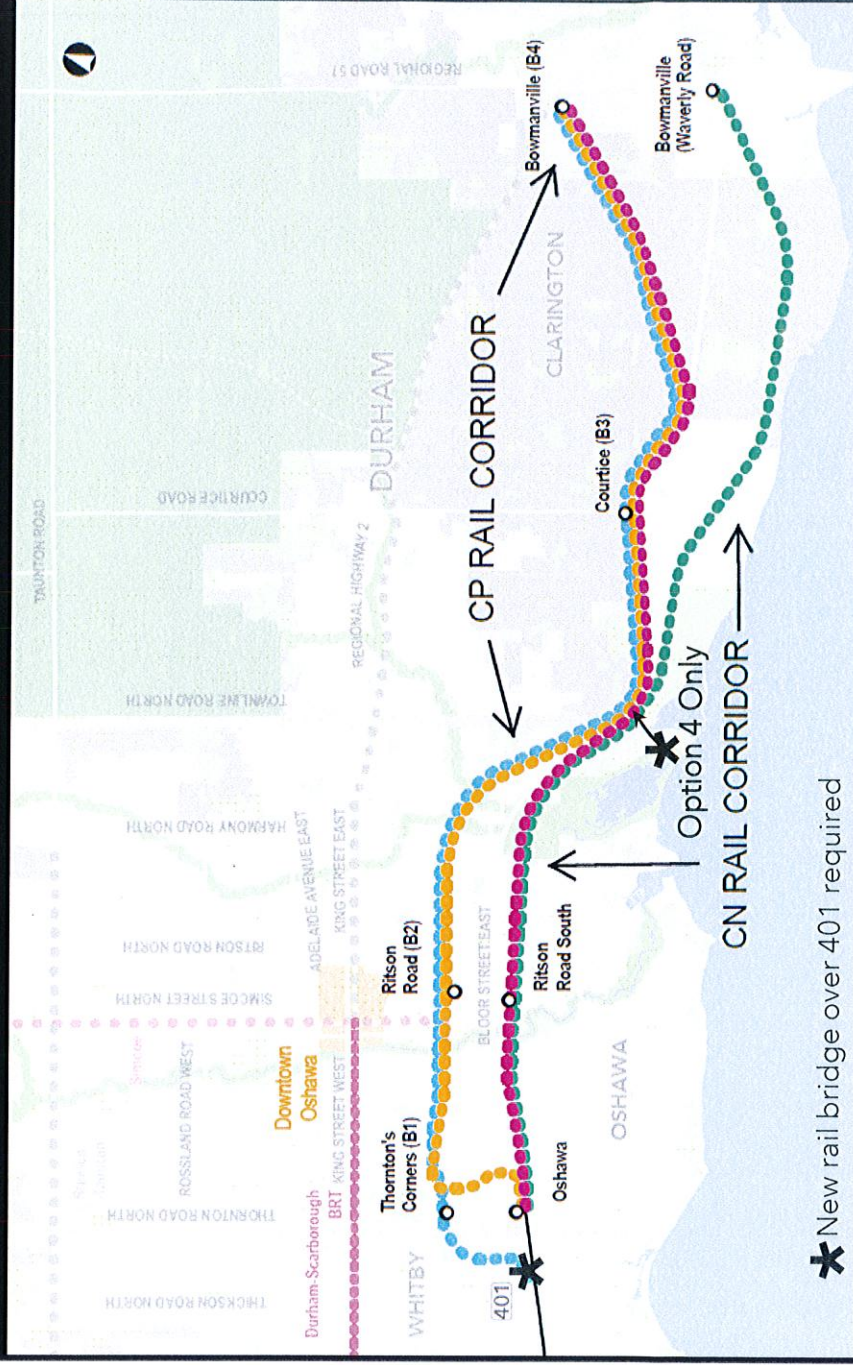 TAUNTON ROAD
REGIONAL ROAD 57
COURTICE ROAD
TOWNLINE ROAD NORTH
HARMONY ROAD NORTH
RITSON ROAD NORTH
SIMCOE STREET NORTH
ROSSLAND ROAD WEST
THORNTON ROAD NORTH
THICKSON ROAD NORTH
Simcoe
DURHAM
REGIONAL HIGHWAY 2
ADELAIDE AVENUE EAST
KING STREET EAST
Downtown
Oshawa
KING STREET WEST
Durham-Scarborough
BRT
WHITBY
401
Thornton's
Corners (B1)
Ritson
Road (B2)
BLOOR STREET EAST
Oshawa
Ritson
Road South
OSHAWA
CP RAIL CORRIDOR
CLARINGTON
Courtice (B3)
Bowmanville (B4)
Bowmanville
(Waverly Road)
* Option 4 Only
CN RAIL CORRIDOR
* New rail bridge over 401 required